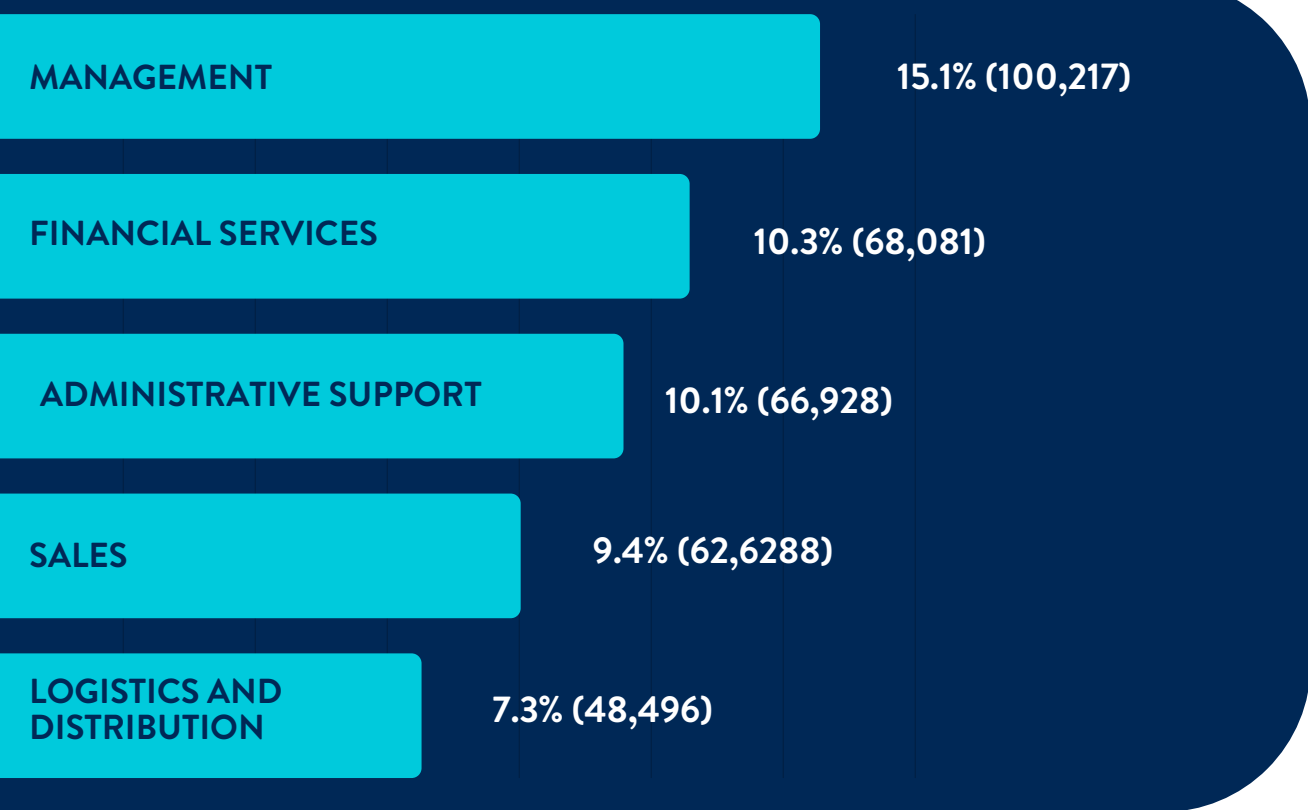 MANAGEMENT
15.1% (100,217)
FINANCIAL SERVICES
10.3% (68,081)
ADMINISTRATIVE SUPPORT
10.1% (66,928)
SALES
9.4% (62,6288)
LOGISTICS AND
DISTRIBUTION
7.3% (48,496)